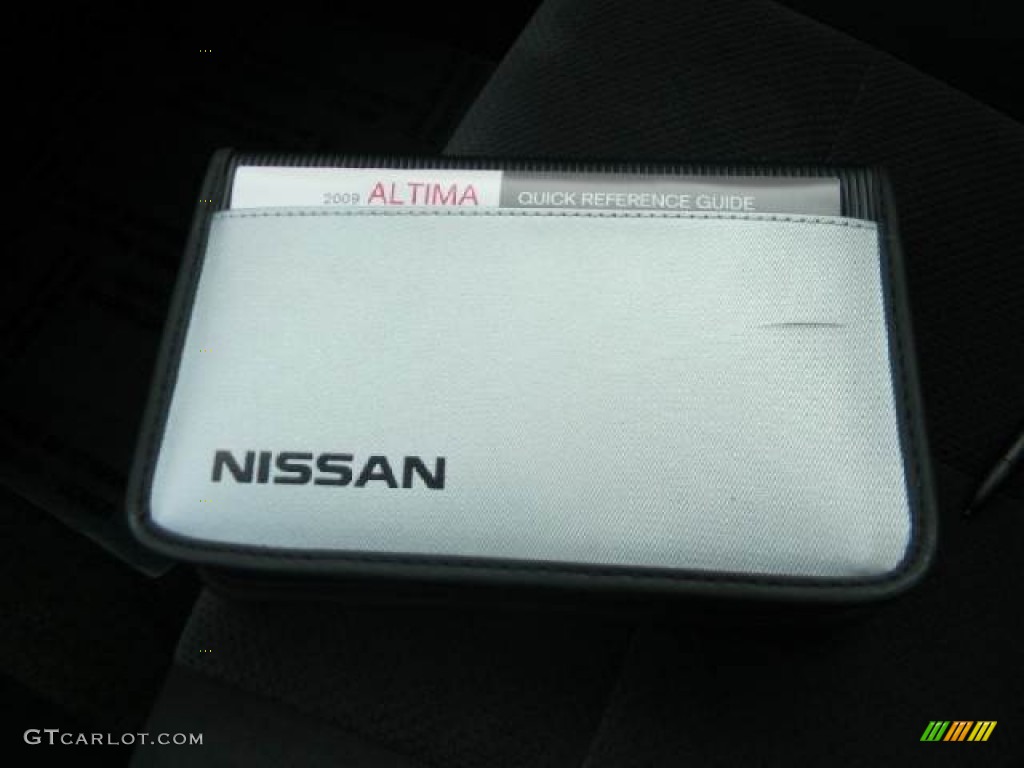 2009 ALTIMA QUICK REFERENCE GUIDE
NISSAN
GTCARLOT.COM